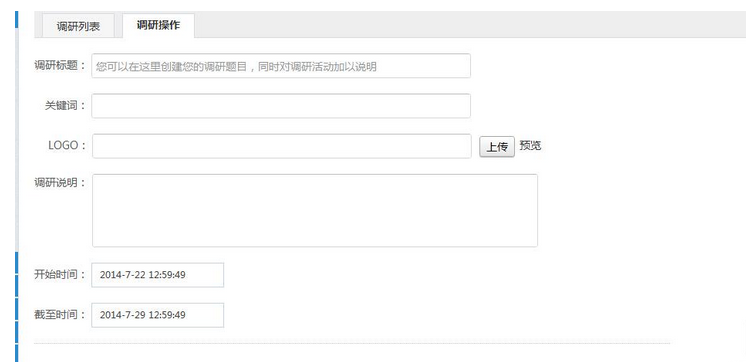 调研列表 调研操作
调研标题： 您可以在这里创建您的调研题目，同时对调研活动加以说明
关键词：
LOGO： 上传 预览
调研说明：
开始时间： 2014-7-22 12:59:49
截至时间： 2014-7-29 12:59:49